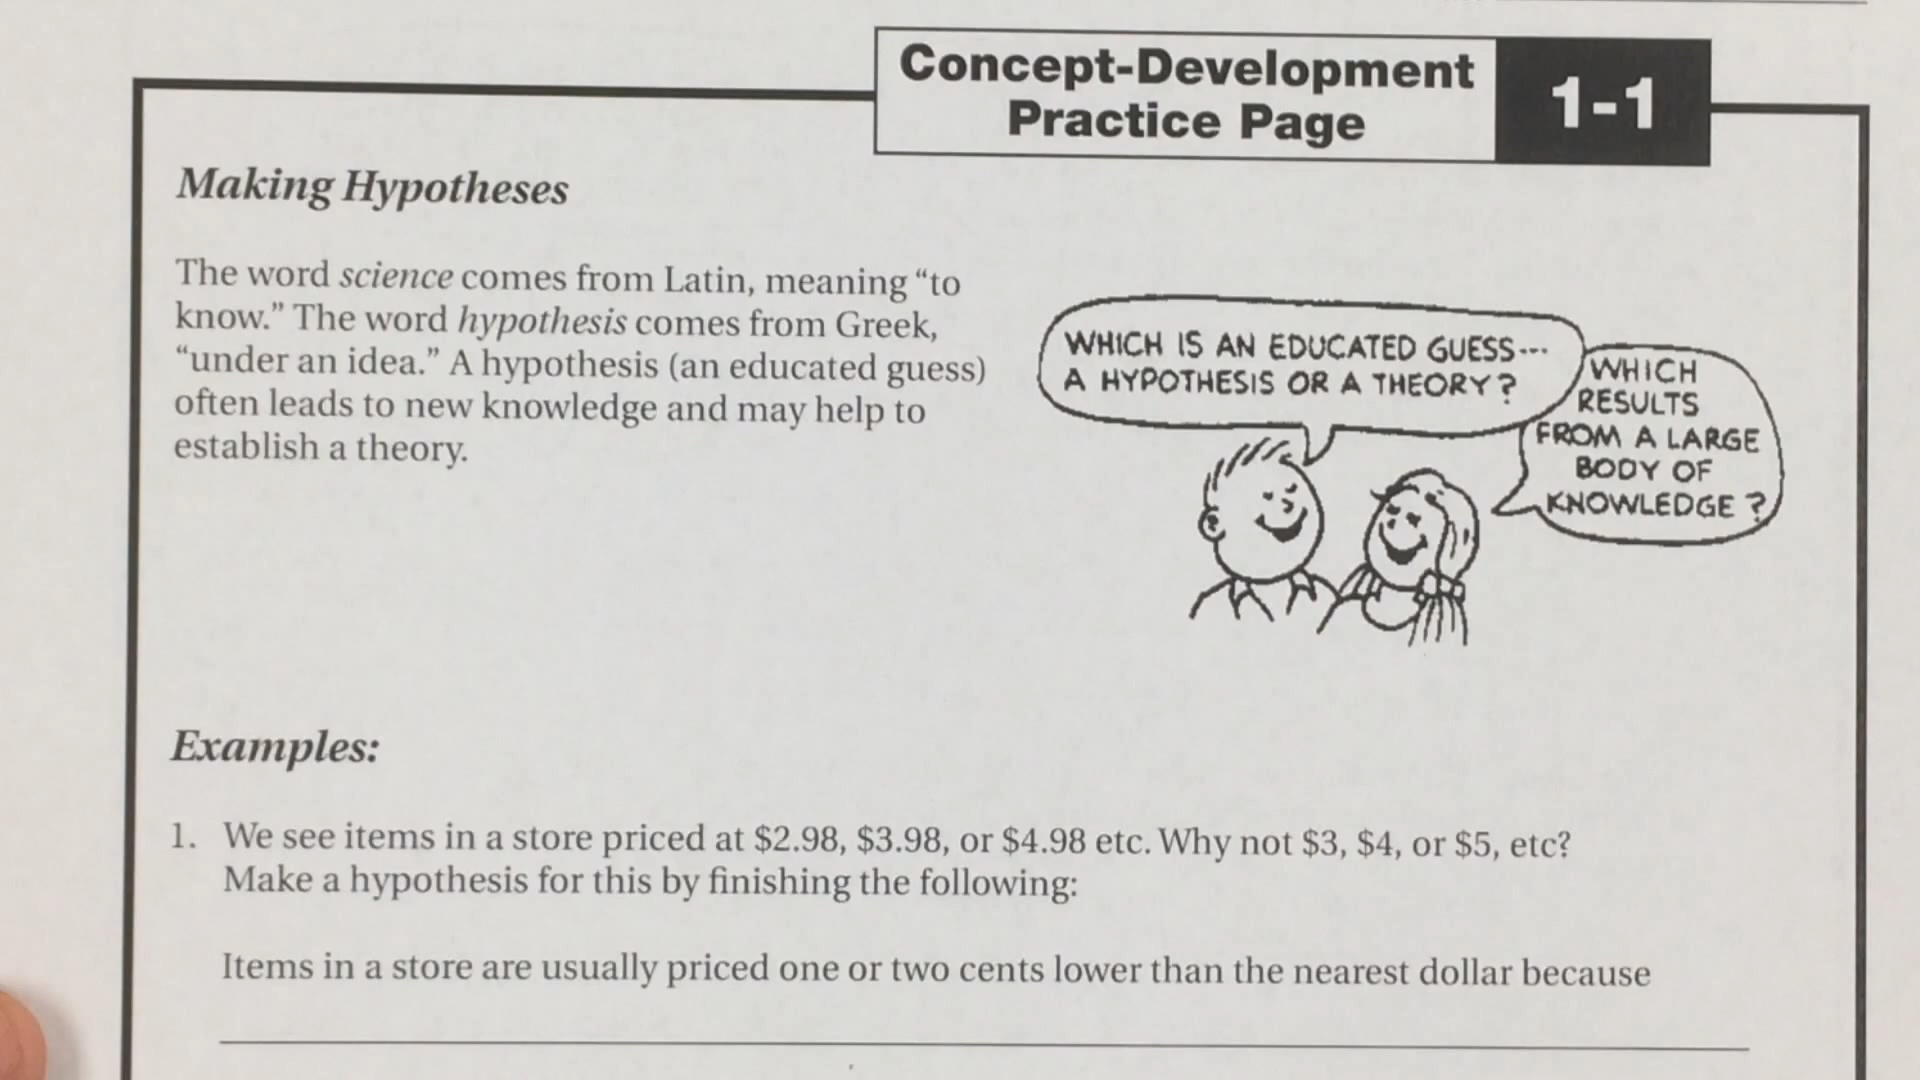 Concept-Development
Practice Page
1-1
Making Hypotheses
The word science comes from Latin, meaning “to
know.” The word hypothesis comes from Greek,
“under an idea.” A hypothesis (an educated guess)
often leads to new knowledge and may help to
establish a theory.
WHICH IS AN EDUCATED GUESS---
A HYPOTHESIS OR A THEORY?
WHICH
RESULTS
FROM A LARGE
BODY OF
KNOWLEDGE?
Examples:
1. We see items in a store priced at $2.98, $3.98, or $4.98 etc. Why not $3, $4, or $5, etc?
Make a hypothesis for this by finishing the following:
Items in a store are usually priced one or two cents lower than the nearest dollar because